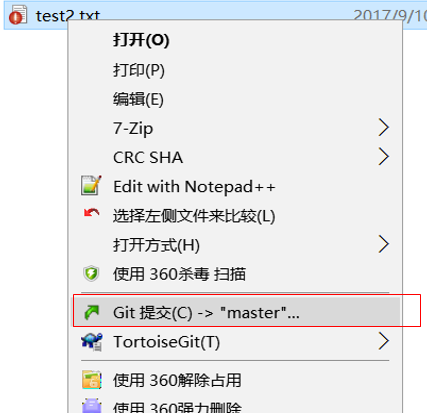 test2.txt 2017/9/10
打开(O)
打印(P)
编辑(E)
7-Zip
CRC SHA
Edit with Notepad++
选择左侧文件来比较(L)
打开方式(H)
使用 360杀毒 扫描
Git 提交(C) -> "master"...
TortoiseGit(T)
使用 360解除占用
使用 360强力删除